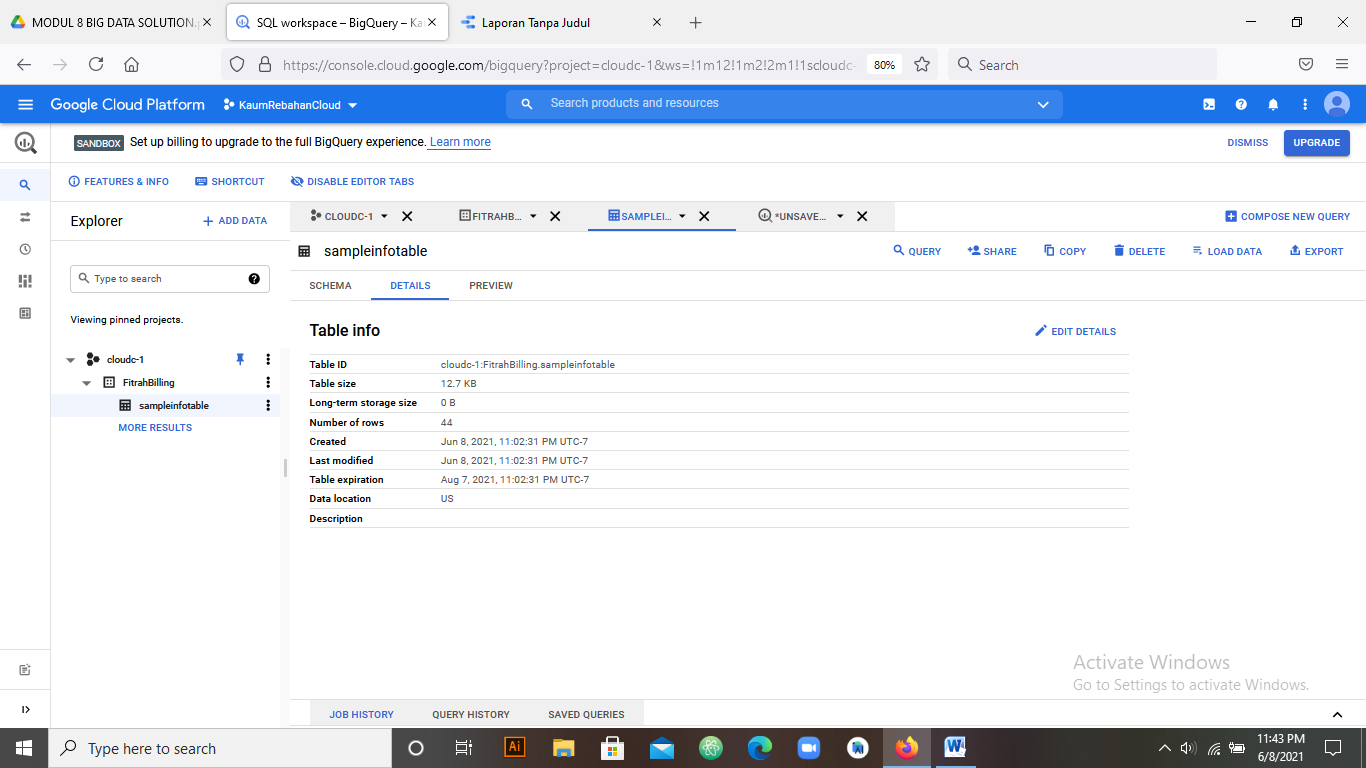 MODUL 8 BIG DATA SOLUTION.p
SQL workspace – BigQuery – Ka
Laporan Tanpa Judul
https://console.cloud.google.com/bigquery?project=cloudc-1&ws=!1m12!1m2!2m1!1scloudc-
80%
Search
Google Cloud Platform
KaumRebahanCloud
Search products and resources
SANDBOX Set up billing to upgrade to the full BigQuery experience. Learn more
DISMISS
UPGRADE
FEATURES & INFO
SHORTCUT
DISABLE EDITOR TABS
Explorer
+ ADD DATA
CLOUDC-1
FITRAHB...
SAMPLEI...
*UNSAVE...
COMPOSE NEW QUERY
sampleinfotable
QUERY
SHARE
COPY
DELETE
LOAD DATA
EXPORT
Type to search
SCHEMA
DETAILS
PREVIEW
Viewing pinned projects.
cloudc-1
FitrahBilling
sampleinfotable
MORE RESULTS
Table info
EDIT DETAILS
Table ID cloudc-1:FitrahBilling.sampleinfotable
Table size 12.7 KB
Long-term storage size 0 B
Number of rows 44
Created Jun 8, 2021, 11:02:31 PM UTC-7
Last modified Jun 8, 2021, 11:02:31 PM UTC-7
Table expiration Aug 7, 2021, 11:02:31 PM UTC-7
Data location US
Description
Activate Windows
Go to Settings to activate Windows.
JOB HISTORY
QUERY HISTORY
SAVED QUERIES
Type here to search
Ai
11:43 PM
6/8/2021